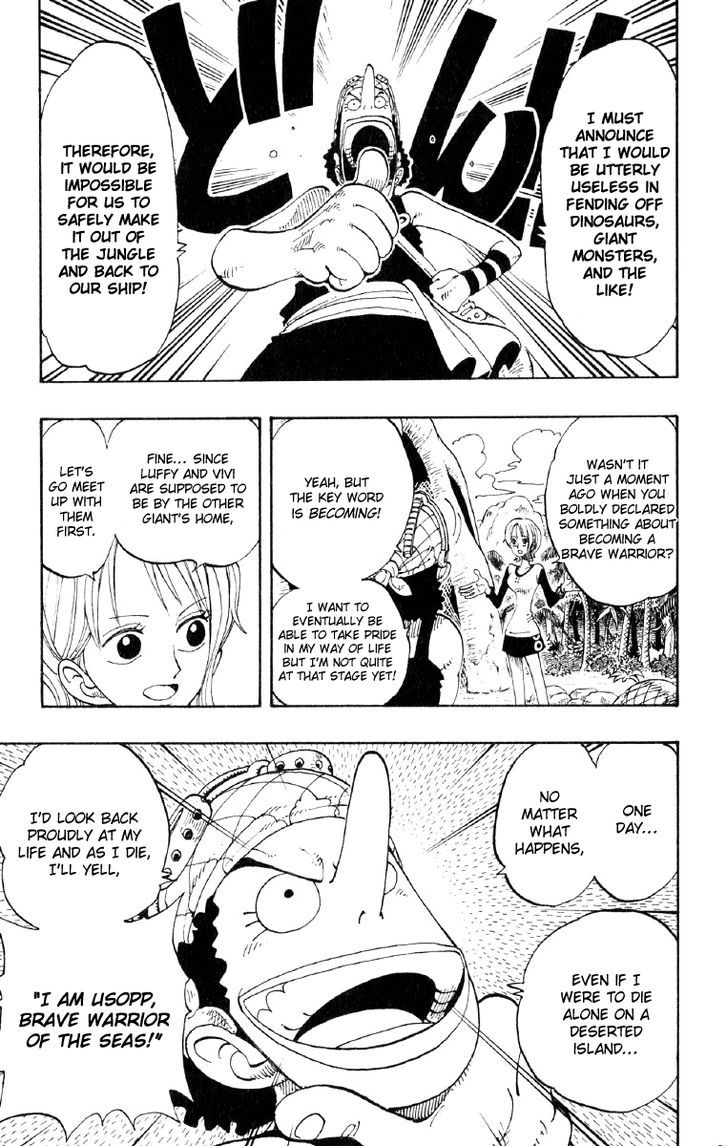 I MUST
ANNOUNCE
THAT I WOULD
BE UTTERLY
USELESS IN
FENDING OFF
DINOSAURS,
GIANT
MONSTERS,
AND THE
LIKE!
ドん!!
THEREFORE,
IT WOULD BE
IMPOSSIBLE
FOR US TO
SAFELY MAKE
IT OUT OF
THE JUNGLE
AND BACK TO
OUR SHIP!
WASN'T IT
JUST A MOMENT
AGO WHEN YOU
BOLDLY DECLARED
SOMETHING ABOUT
BECOMING A
BRAVE WARRIOR?
YEAH, BUT
THE KEY WORD
IS BECOMING!
I WANT TO
EVENTUALLY BE
ABLE TO TAKE PRIDE
IN MY WAY OF LIFE
BUT I'M NOT QUITE
AT THAT STAGE YET!
FINE... SINCE
LUFFY AND VIVI
ARE SUPPOSED TO
BE BY THE OTHER
GIANT'S HOME,
LET'S
GO MEET
UP WITH
THEM
FIRST.
ONE
DAY...
NO
MATTER
WHAT
HAPPENS,
EVEN IF I
WERE TO DIE
ALONE ON A
DESERTED
ISLAND...
I'D LOOK BACK
PROUDLY AT MY
LIFE AND AS I DIE,
I'LL YELL,
"I AM USOPP,
BRAVE WARRIOR
OF THE SEAS!"